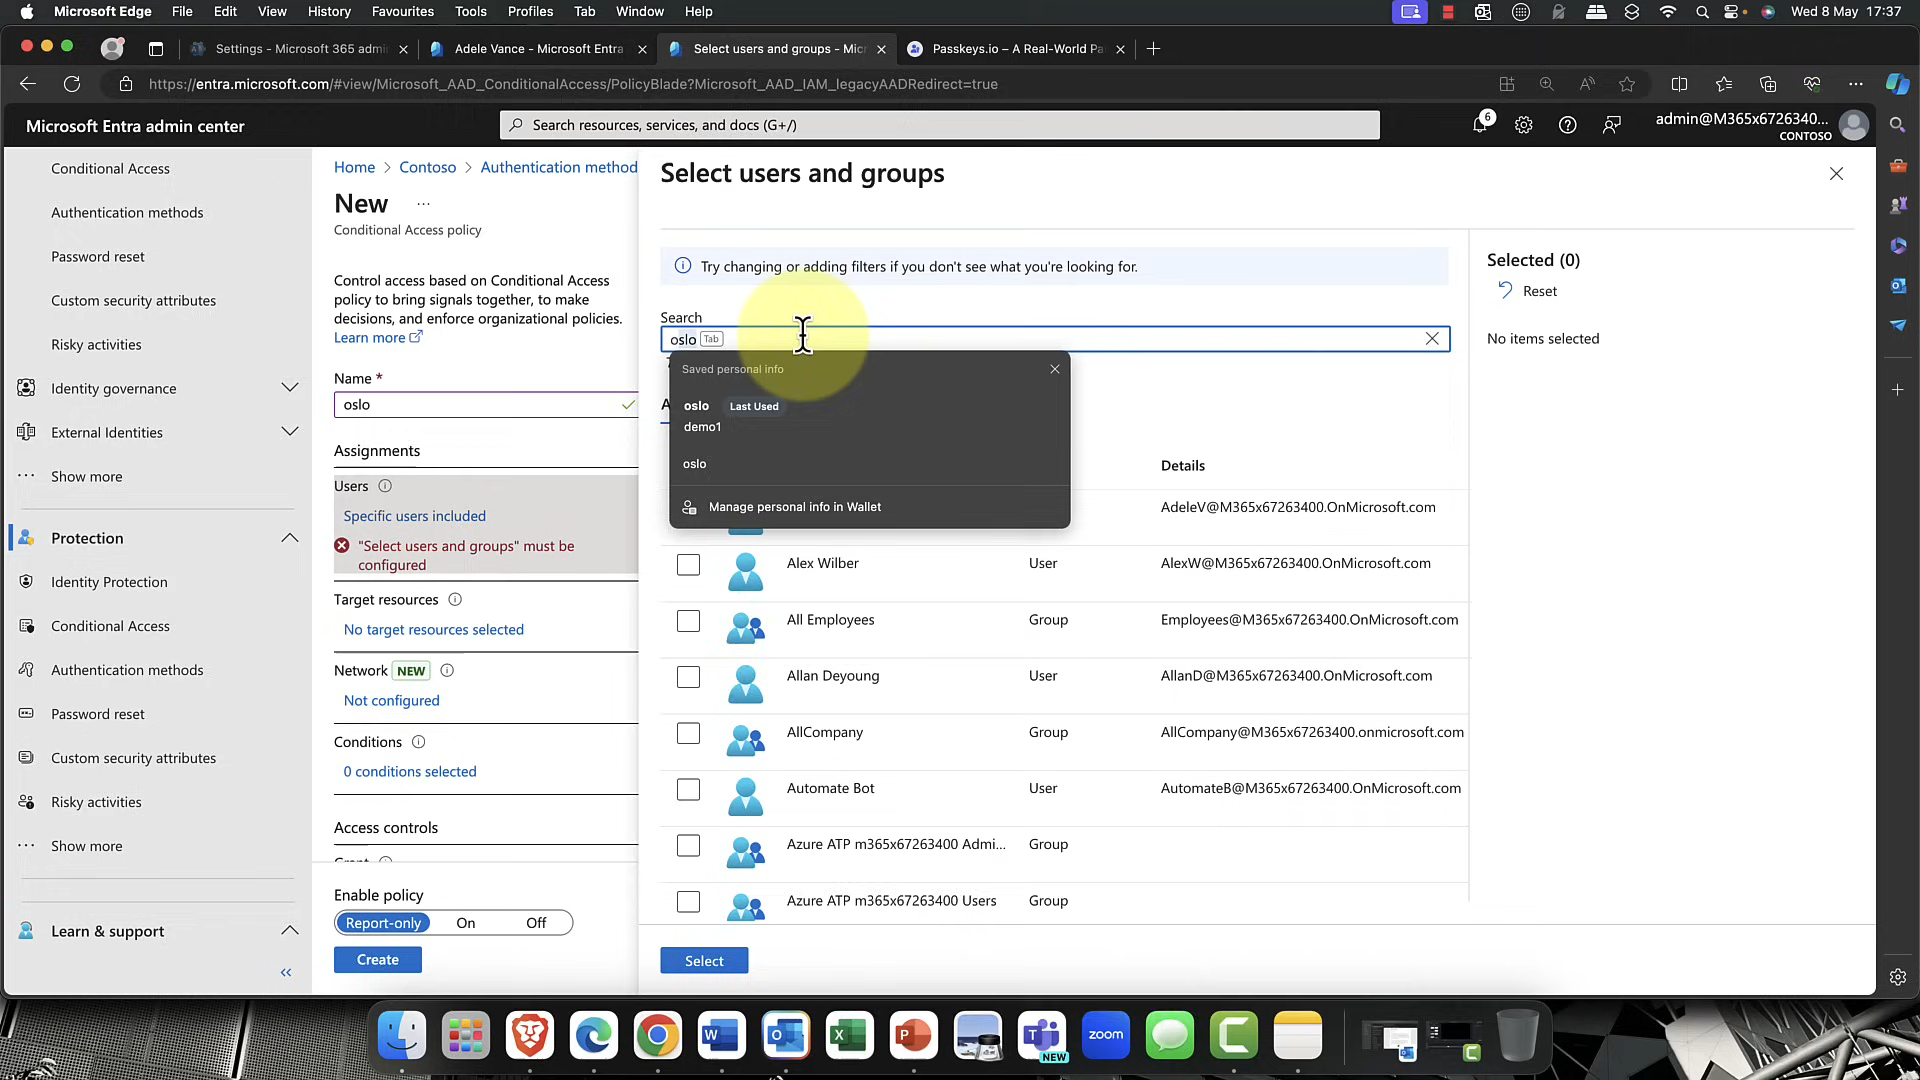 Microsoft Edge File Edit View History Favourites Tools Profiles Tab Window Help Wed 8 May 17:37
Settings - Microsoft 365 admi Adele Vance - Microsoft Entra Select users and groups - Mic Passkeys.io – A Real-World Pa
https://entra.microsoft.com/#view/Microsoft_AAD_ConditionalAccess/PolicyBlade?Microsoft_AAD_IAM_legacyAADRedirect=true
Microsoft Entra admin center
Search resources, services, and docs (G+/)
6
admin@M365x6726340...
CONTOSO
Conditional Access
Authentication methods
Password reset
Custom security attributes
Risky activities
Identity governance
External Identities
Show more
Protection
Identity Protection
Conditional Access
Authentication methods
Password reset
Custom security attributes
Risky activities
Show more
Learn & support
Home > Contoso > Authentication method
New ...
Conditional Access policy
Control access based on Conditional Access
policy to bring signals together, to make
decisions, and enforce organizational policies.
Learn more
Name *
oslo
Assignments
Users
Specific users included
"Select users and groups" must be
configured
Target resources
No target resources selected
Network NEW
Not configured
Conditions
0 conditions selected
Access controls
Grant
Enable policy
Report-only On Off
Create
Select users and groups
Try changing or adding filters if you don't see what you're looking for.
Search
oslo Tab
Saved personal info
oslo Last Used
demo1
oslo
Manage personal info in Wallet
Details
AdeleV@M365x67263400.OnMicrosoft.com
Alex Wilber User AlexW@M365x67263400.OnMicrosoft.com
All Employees Group Employees@M365x67263400.OnMicrosoft.com
Allan Deyoung User AllanD@M365x67263400.OnMicrosoft.com
AllCompany Group AllCompany@M365x67263400.onmicrosoft.com
Automate Bot User AutomateB@M365x67263400.OnMicrosoft.com
Azure ATP m365x67263400 Admi... Group
Azure ATP m365x67263400 Users Group
Select
Selected (0)
Reset
No items selected
NEW
zoom